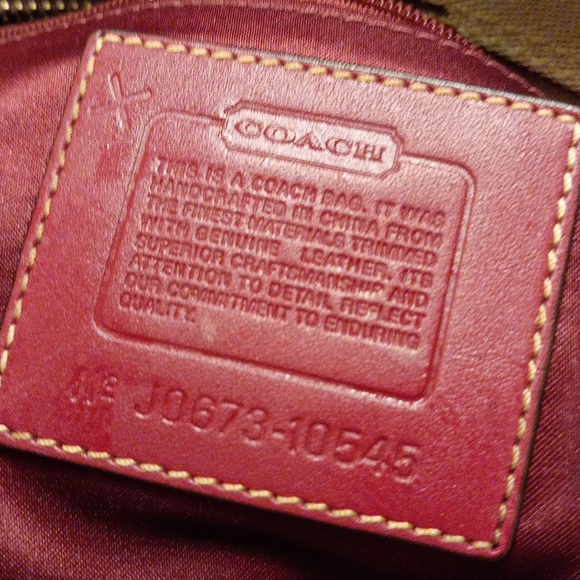 X
COACH
THIS IS A COACH BAG. IT WAS
HANDCRAFTED IN CHINA FROM
THE FINEST MATERIALS TRIMMED
WITH GENUINE LEATHER. ITS
SUPERIOR CRAFTSMANSHIP AND
ATTENTION TO DETAIL REFLECT
OUR COMMITMENT TO ENDURING
QUALITY.
Nº J0673-10545